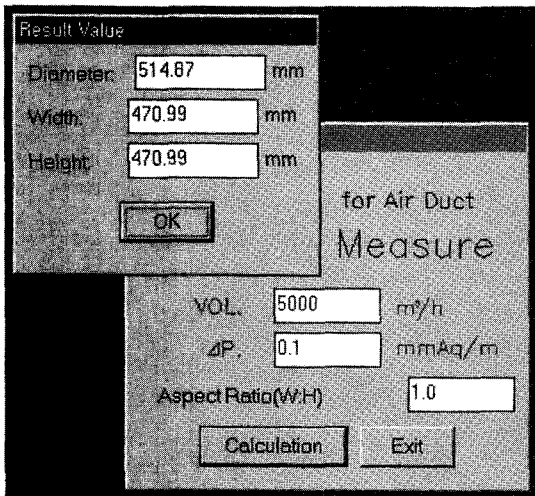 Result Value
Diameter: 514.87 mm
Width: 470.99 mm
Height: 470.99 mm
OK
for Air Duct
Measure
VOL. 5000 m³/h
⊿P. 0.1 mmAq/m
Aspect Ratio(W:H) 1.0
Calculation Exit